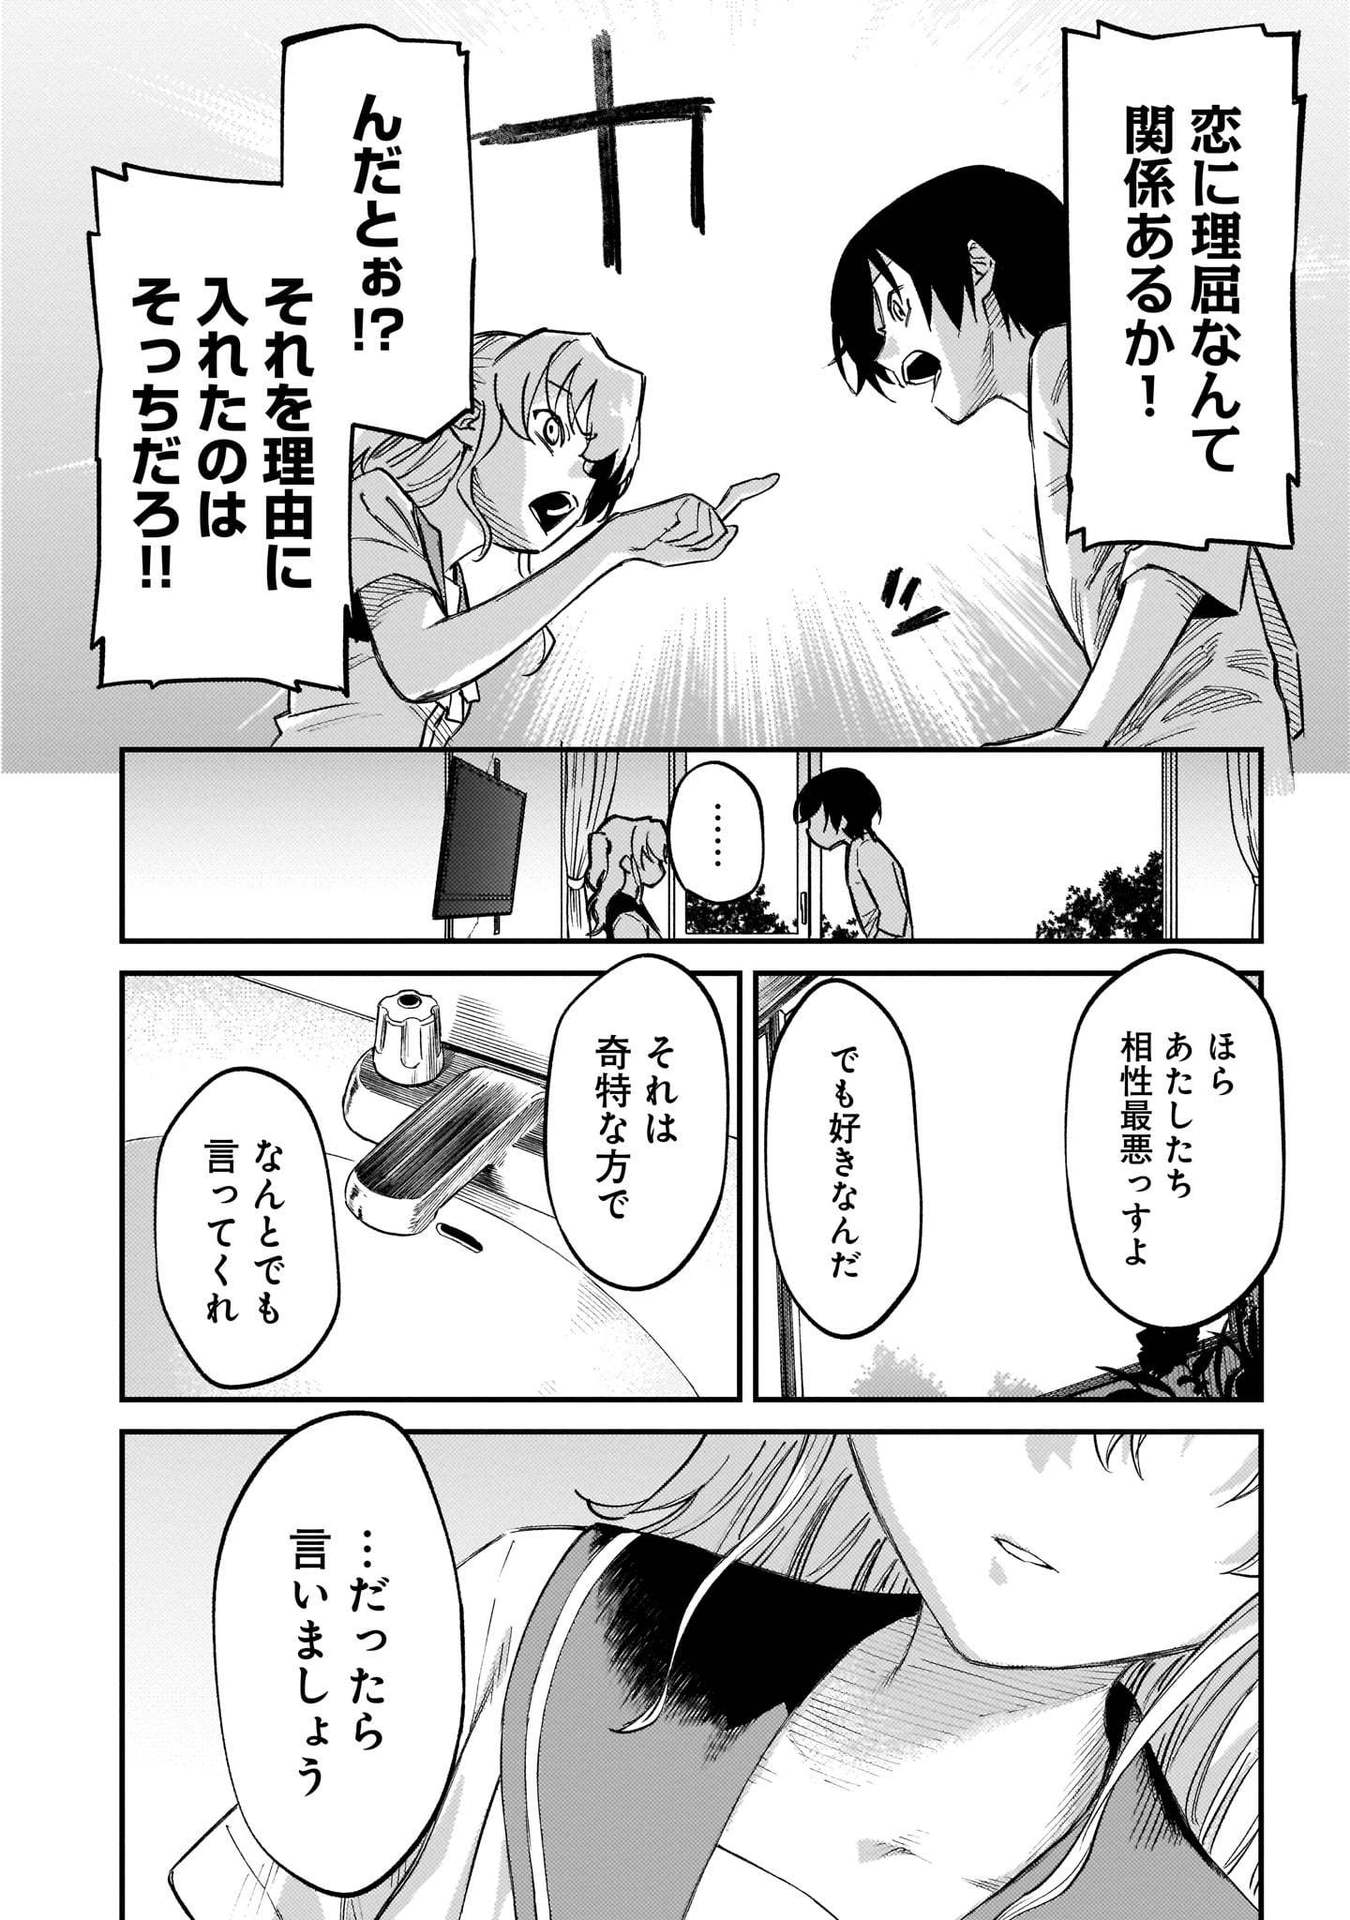 恋に理屈なんて
関係あるか！
カ
んだとぉ!?
それを理由に
入れたのは
そっちだろ!!
……
ほら
あたしたち
相性最悪っすよ
でも好きなんだ
それは
奇特な方で
なんとでも
言ってくれ
…だったら
言いましょう